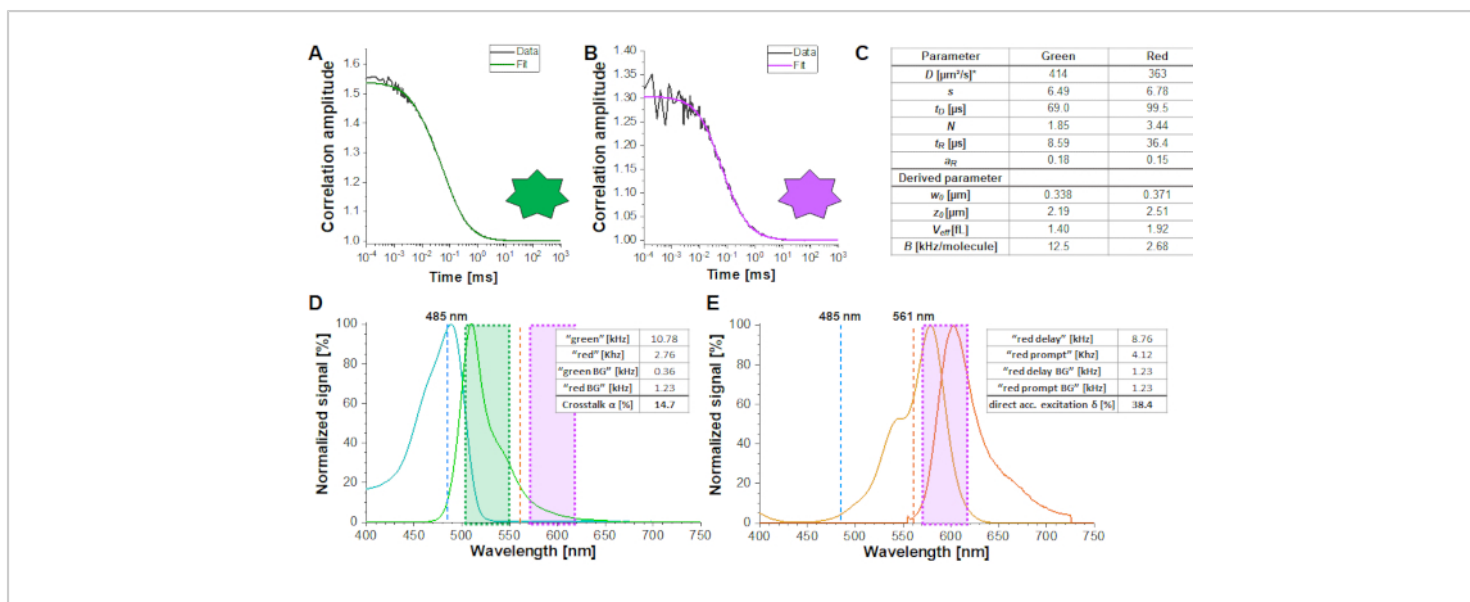 A
Data
Fit
Correlation amplitude
1.6
1.5
1.4
1.3
1.2
1.1
1.0
10⁻⁴ 10⁻³ 10⁻² 10⁻¹ 10⁰ 10¹ 10² 10³
Time [ms]
B
Data
Fit
Correlation amplitude
1.40
1.35
1.30
1.25
1.20
1.15
1.10
1.05
1.00
10⁻⁴ 10⁻³ 10⁻² 10⁻¹ 10⁰ 10¹ 10² 10³
Time [ms]
C
Parameter Green Red
D [µm²/s]* 414 363
s 6.49 6.78
t_D [µs] 69.0 99.5
N 1.85 3.44
t_R [µs] 8.59 36.4
a_R 0.18 0.15
Derived parameter
w₀ [µm] 0.338 0.371
z₀ [µm] 2.19 2.51
V_eff [fL] 1.40 1.92
B [kHz/molecule] 12.5 2.68
D
485 nm
Normalized signal [%]
100
80
60
40
20
0
400 450 500 550 600 650 700 750
Wavelength [nm]
"green" [kHz] 10.78
"red" [Khz] 2.76
"green BG" [kHz] 0.36
"red BG" [kHz] 1.23
Crosstalk α [%] 14.7
E
485 nm 561 nm
Normalized signal [%]
100
80
60
40
20
0
400 450 500 550 600 650 700 750
Wavelength [nm]
"red delay" [kHz] 8.76
"red prompt" [Khz] 4.12
"red delay BG" [kHz] 1.23
"red prompt BG" [kHz] 1.23
direct acc. excitation δ [%] 38.4